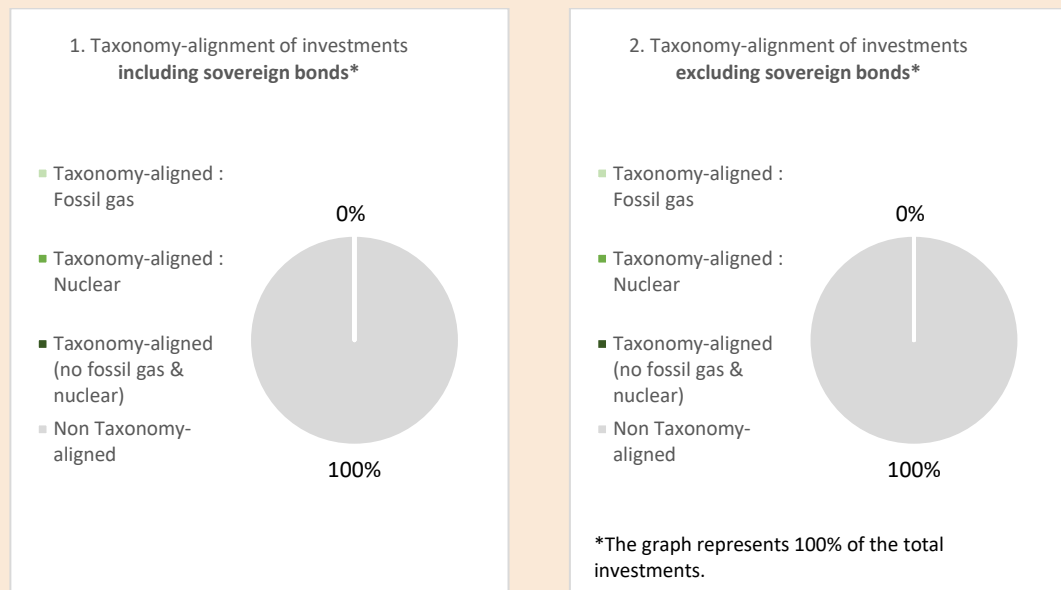 1. Taxonomy-alignment of investments
including sovereign bonds*
Taxonomy-aligned :
Fossil gas
Taxonomy-aligned :
Nuclear
Taxonomy-aligned
(no fossil gas &
nuclear)
Non Taxonomy-
aligned
0%
100%
2. Taxonomy-alignment of investments
excluding sovereign bonds*
Taxonomy-aligned :
Fossil gas
Taxonomy-aligned :
Nuclear
Taxonomy-aligned
(no fossil gas &
nuclear)
Non Taxonomy-
aligned
0%
100%
*The graph represents 100% of the total
investments.